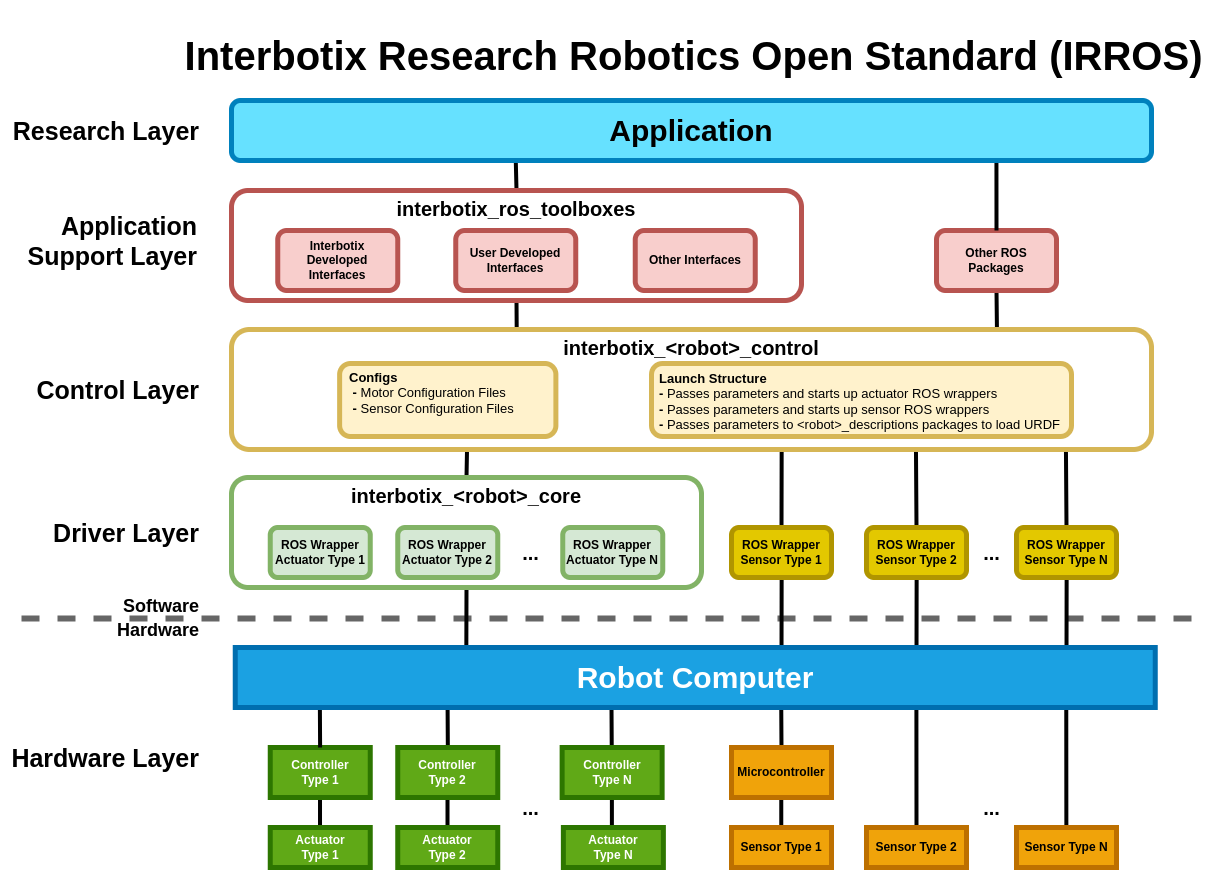 Interbotix Research Robotics Open Standard (IRROS)
Research Layer
Application
Application
Support Layer
interbotix_ros_toolboxes
Interbotix
Developed
Interfaces
User Developed
Interfaces
Other Interfaces
Other ROS
Packages
Control Layer
interbotix_<robot>_control
Configs
- Motor Configuration Files
- Sensor Configuration Files
Launch Structure
- Passes parameters and starts up actuator ROS wrappers
- Passes parameters and starts up sensor ROS wrappers
- Passes parameters to <robot>_descriptions packages to load URDF
Driver Layer
interbotix_<robot>_core
ROS Wrapper
Actuator Type 1
ROS Wrapper
Actuator Type 2
...
ROS Wrapper
Actuator Type N
ROS Wrapper
Sensor Type 1
ROS Wrapper
Sensor Type 2
...
ROS Wrapper
Sensor Type N
Software
Hardware
Robot Computer
Hardware Layer
Controller
Type 1
Controller
Type 2
Controller
Type N
Microcontroller
...
...
Actuator
Type 1
Actuator
Type 2
Actuator
Type N
Sensor Type 1
Sensor Type 2
Sensor Type N